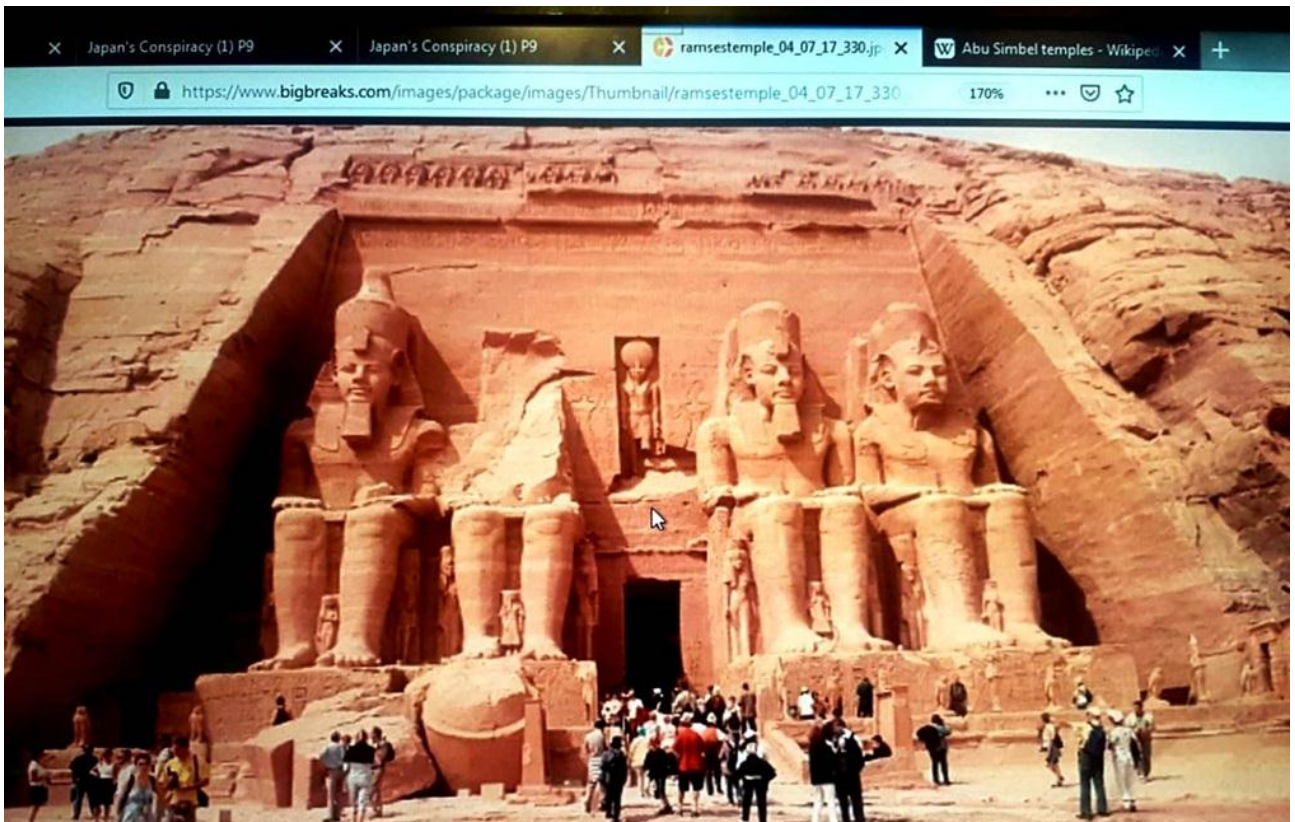 Japan's Conspiracy (1) P9
Japan's Conspiracy (1) P9
ramsestemple_04_07_17_330.jp
W Abu Simbel temples - Wikiped
https://www.bigbreaks.com/images/package/images/Thumbnail/ramsestemple_04_07_17_330
170%